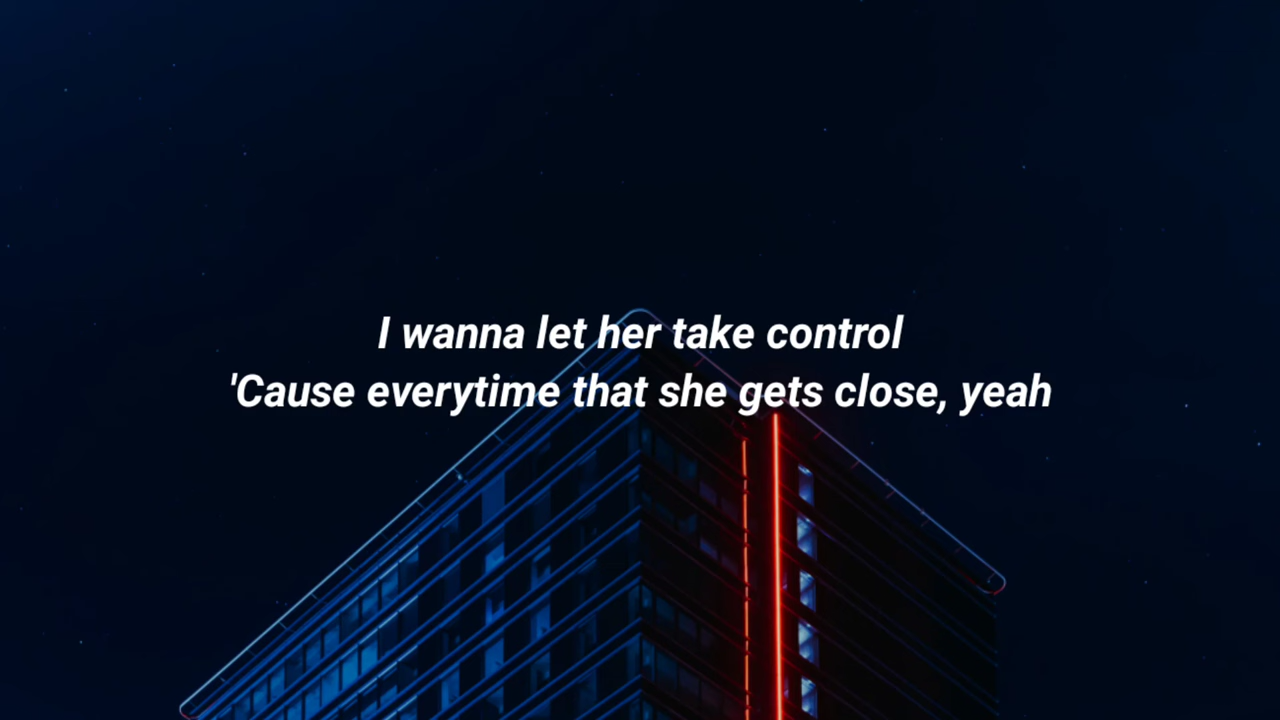 I wanna let her take control
'Cause everytime that she gets close, yeah